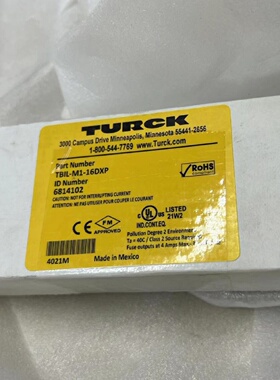 TURCK
3000 Campus Drive Minneapolis, Minnesota 55441-2656
1-800-544-7769 www.Turck.com
Part Number
TBIL-M1-16DXP
ID Number
6814102
CAUTION: NOT FOR INTERRUPTING CURRENT
ATTENTION: NE PAS UTILISER POUR COUPER LE COURANT
RoHS
CE
FM
APPROVED
c UL US LISTED
IND.CONT.EQ. 21W2
Pollution Degree 2 Environment
Ta = 40C / Class 2 Source
Fuse outputs at 4 Amps Max
4021M
Made in Mexico